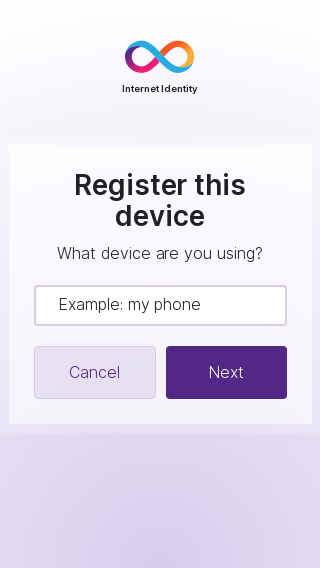 Internet Identity
Register this
device
What device are you using?
Example: my phone
Cancel
Next